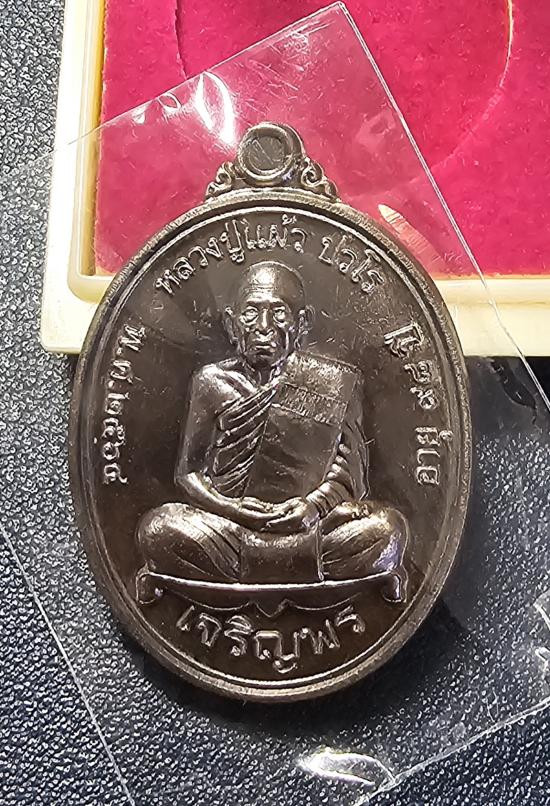 หลวงปู่แผ้ว ปวโร
พ.ศ.๒๕๖๔
อายุ ๙๘ ปี
เจริญพร